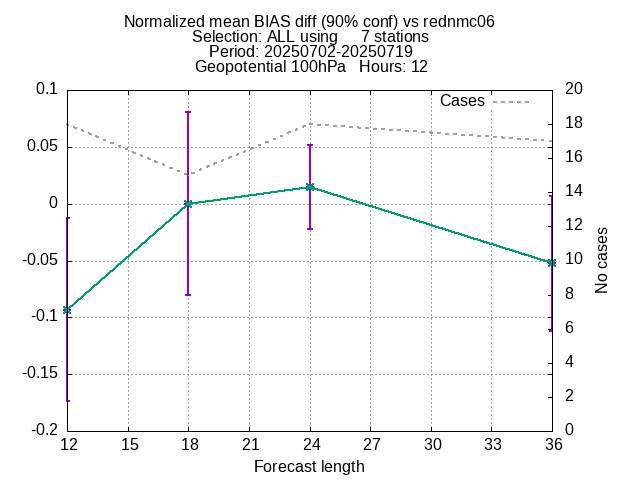 Normalized mean BIAS diff (90% conf) vs rednmc06
Selection: ALL using 7 stations
Period: 20250702-20250719
Geopotential 100hPa Hours: 12
Cases
0.1
0.05
0
-0.05
-0.1
-0.15
-0.2
20
18
16
14
12
10
8
6
4
2
0
No cases
12 15 18 21 24 27 30 33 36
Forecast length